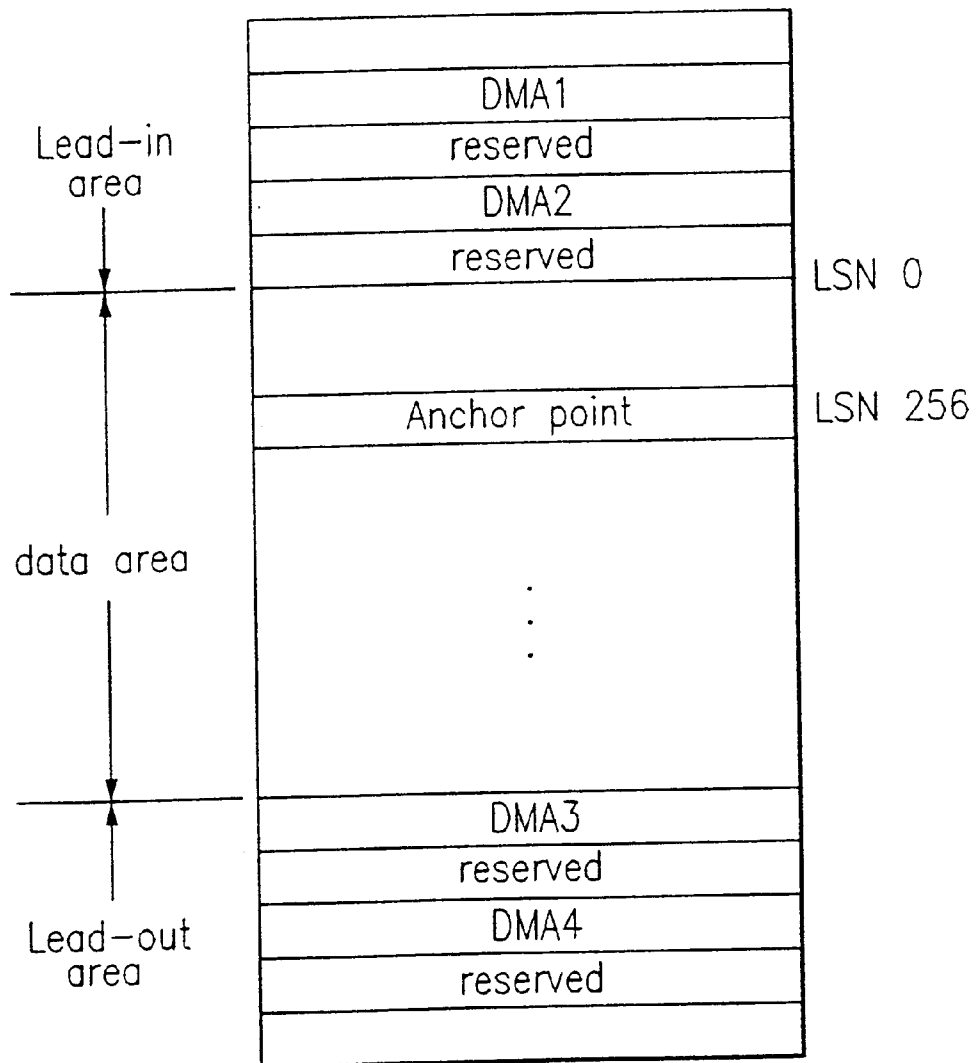 DMA1
reserved
Lead-in
area
DMA2
reserved
LSN 0
Anchor point
LSN 256
data area
DMA3
reserved
Lead-out
area
DMA4
reserved